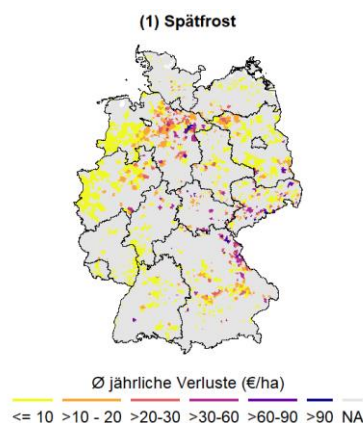 (1) Spätfrost
Ø jährliche Verluste (€/ha)
<= 10 >10 - 20 >20-30 >30-60 >60-90 >90 NA